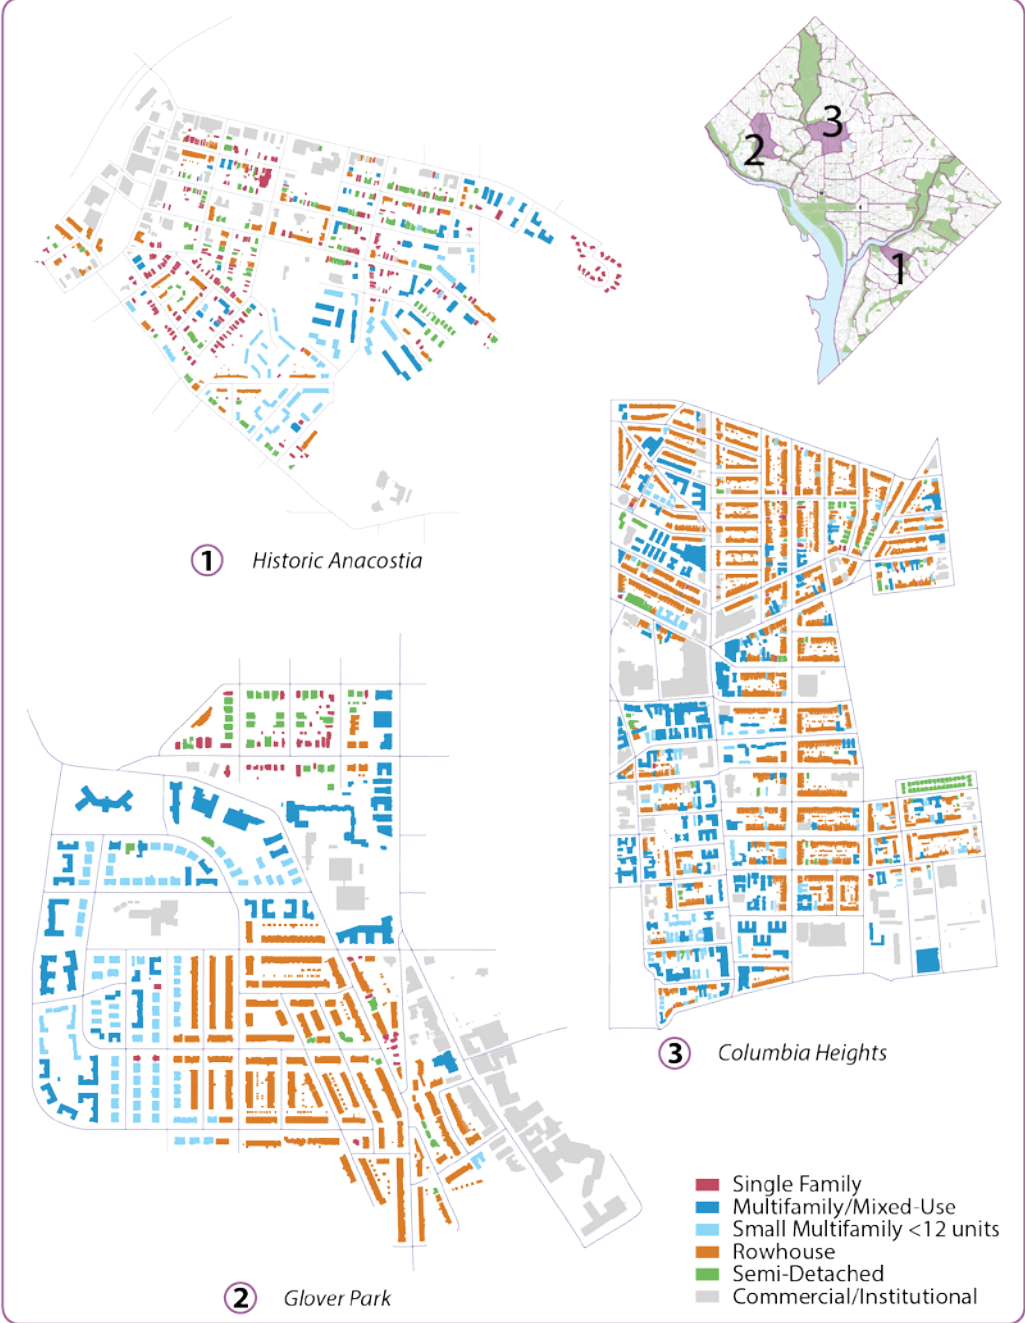 3
2
1
1 Historic Anacostia
3 Columbia Heights
Single Family
Multifamily/Mixed-Use
Small Multifamily <12 units
Rowhouse
Semi-Detached
Commercial/Institutional
2 Glover Park